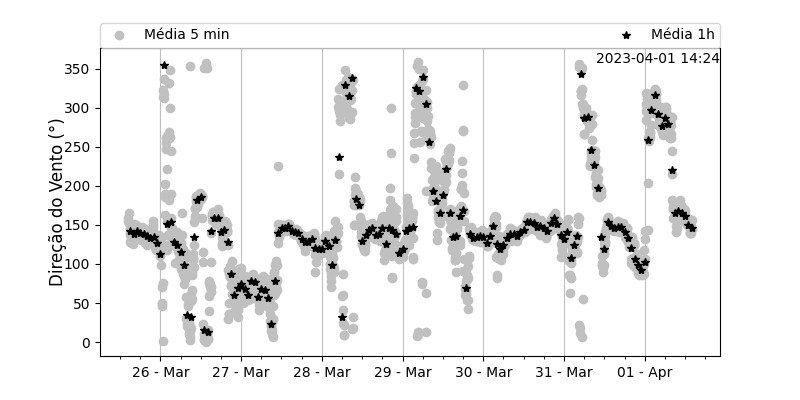 Média 5 min
Média 1h
2023-04-01 14:24
Direção do Vento (°)
350
300
250
200
150
100
50
0
26 - Mar
27 - Mar
28 - Mar
29 - Mar
30 - Mar
31 - Mar
01 - Apr